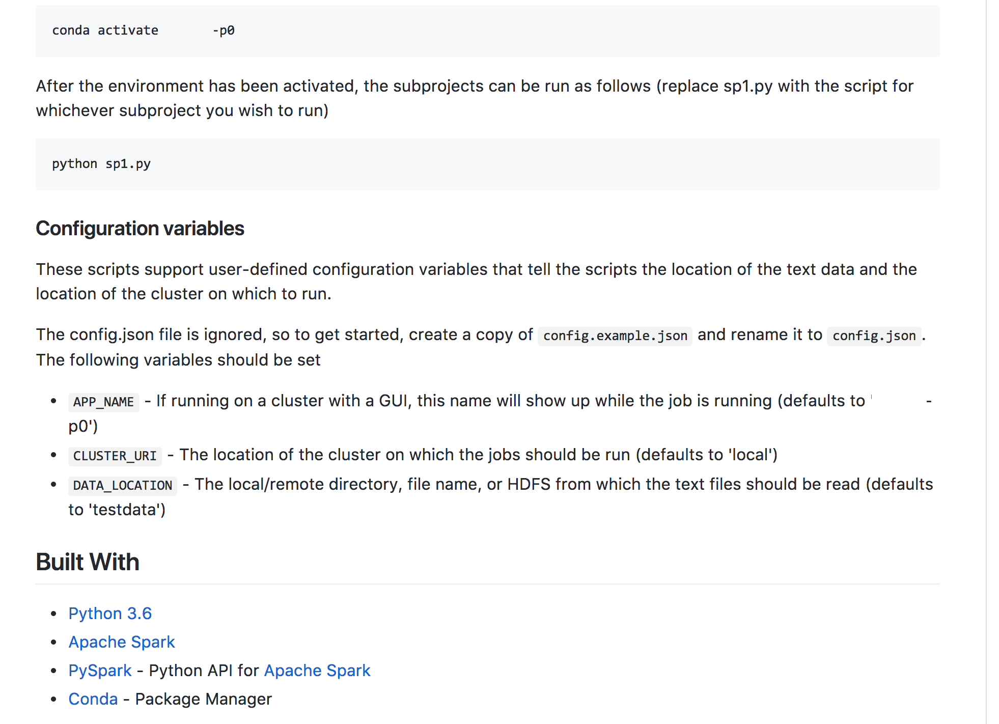 conda activate -p0
After the environment has been activated, the subprojects can be run as follows (replace sp1.py with the script for
whichever subproject you wish to run)
python sp1.py
Configuration variables
These scripts support user-defined configuration variables that tell the scripts the location of the text data and the
location of the cluster on which to run.
The config.json file is ignored, so to get started, create a copy of config.example.json and rename it to config.json.
The following variables should be set
• APP_NAME - If running on a cluster with a GUI, this name will show up while the job is running (defaults to ' -
p0')
• CLUSTER_URI - The location of the cluster on which the jobs should be run (defaults to 'local')
• DATA_LOCATION - The local/remote directory, file name, or HDFS from which the text files should be read (defaults
to 'testdata')
Built With
• Python 3.6
• Apache Spark
• PySpark - Python API for Apache Spark
• Conda - Package Manager